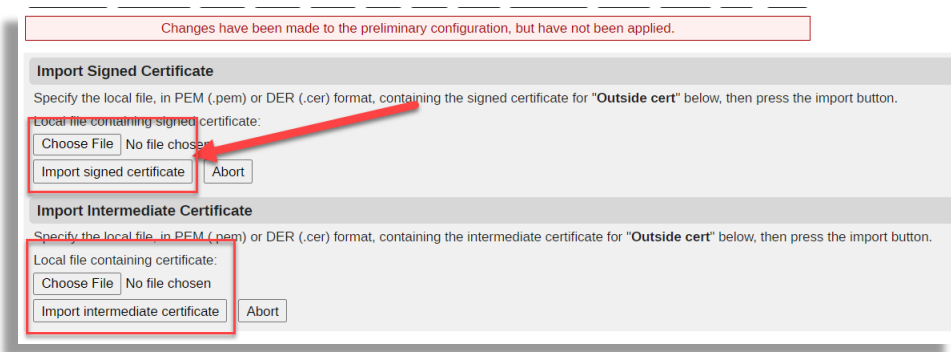 Changes have been made to the preliminary configuration, but have not been applied.
Import Signed Certificate
Specify the local file, in PEM (.pem) or DER (.cer) format, containing the signed certificate for "Outside cert" below, then press the import button.
Local file containing signed certificate:
Choose File No file chosen
Import signed certificate Abort
Import Intermediate Certificate
Specify the local file, in PEM (.pem) or DER (.cer) format, containing the intermediate certificate for "Outside cert" below, then press the import button.
Local file containing certificate:
Choose File No file chosen
Import intermediate certificate Abort